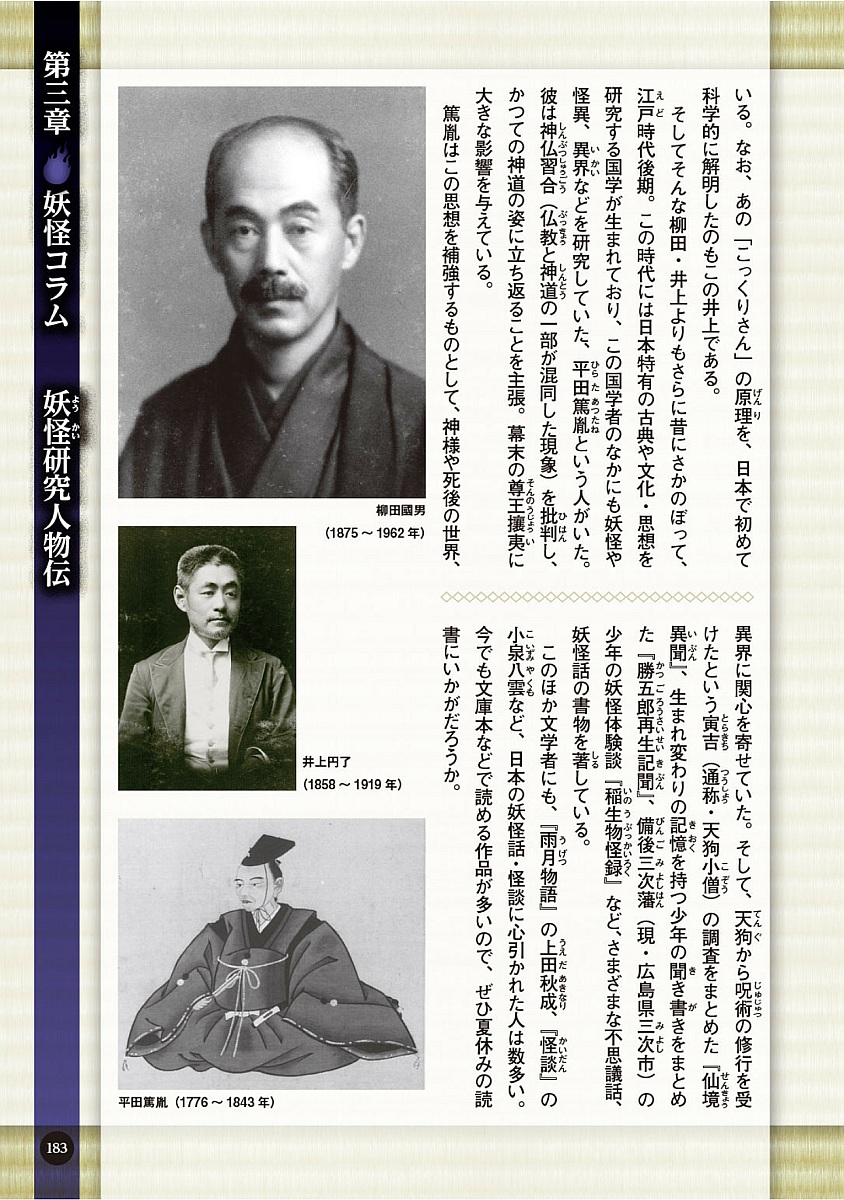 第三章 妖怪コラム 妖怪研究人物伝
いる。なお、あの「こっくりさん」の原理を、日本で初めて
科学的に解明したのもこの井上である。
そしてそんな柳田・井上よりもさらに昔にさかのぼって、
江戸時代後期。この時代には日本特有の古典や文化・思想を
研究する国学が生まれており、この国学者のなかにも妖怪や
怪異、異界などを研究していた、平田篤胤という人がいた。
彼は神仏習合（仏教と神道の一部が混同した現象）を批判し、
かつての神道の姿に立ち返ることを主張。幕末の尊王攘夷に
大きな影響を与えている。
篤胤はこの思想を補強するものとして、神様や死後の世界、
異界に関心を寄せていた。そして、天狗から呪術の修行を受
けたという寅吉（通称・天狗小僧）の調査をまとめた『仙境
異聞』、生まれ変わりの記憶を持つ少年の聞き書きをまとめ
た『勝五郎再生記聞』、備後三次藩（現・広島県三次市）の
少年の妖怪体験談『稲生物怪録』など、さまざまな不思議話、
妖怪話の書物を著している。
このほか文学者にも、『雨月物語』の上田秋成、『怪談』の
小泉八雲など、日本の妖怪話・怪談に心引かれた人は数多い。
今でも文庫本などで読める作品が多いので、ぜひ夏休みの読
書にいかがだろうか。
柳田國男
（1875～1962年）
井上円了
（1858～1919年）
平田篤胤（1776～1843年）
183